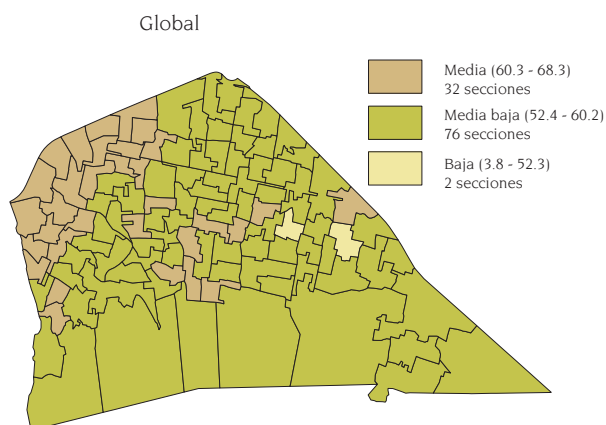 Global
Media (60.3 - 68.3)
32 secciones
Media baja (52.4 - 60.2)
76 secciones
Baja (3.8 - 52.3)
2 secciones